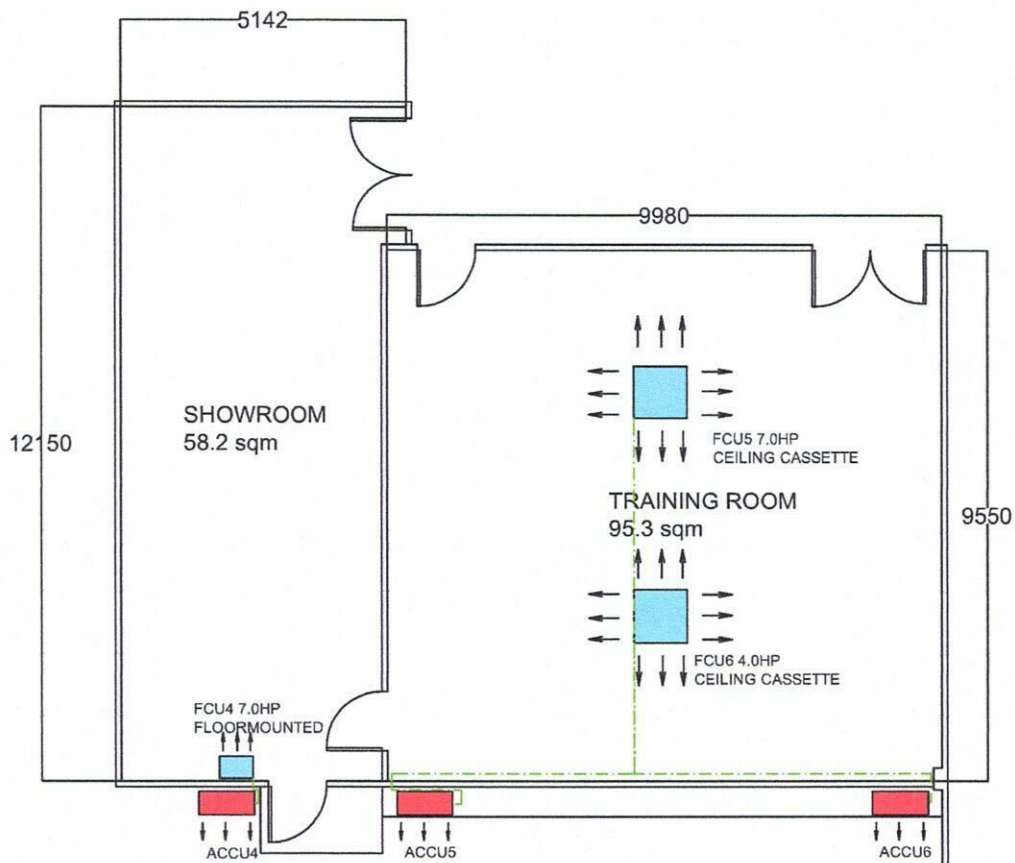 5142
9980
SHOWROOM
58.2 sqm
12150
FCU5 7.0HP
CEILING CASSETTE
TRAINING ROOM
95.3 sqm
9550
FCU6 4.0HP
CEILING CASSETTE
FCU4 7.0HP
FLOORMOUNTED
ACCU4
ACCU5
ACCU6